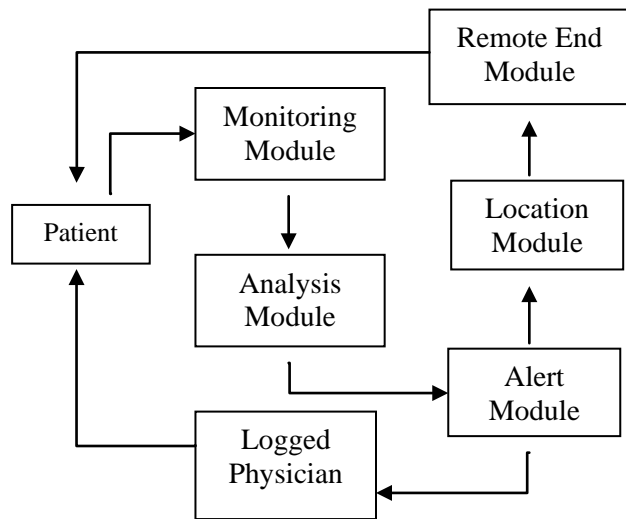 Remote End
Module
Monitoring
Module
Patient
Location
Module
Analysis
Module
Alert
Module
Logged
Physician